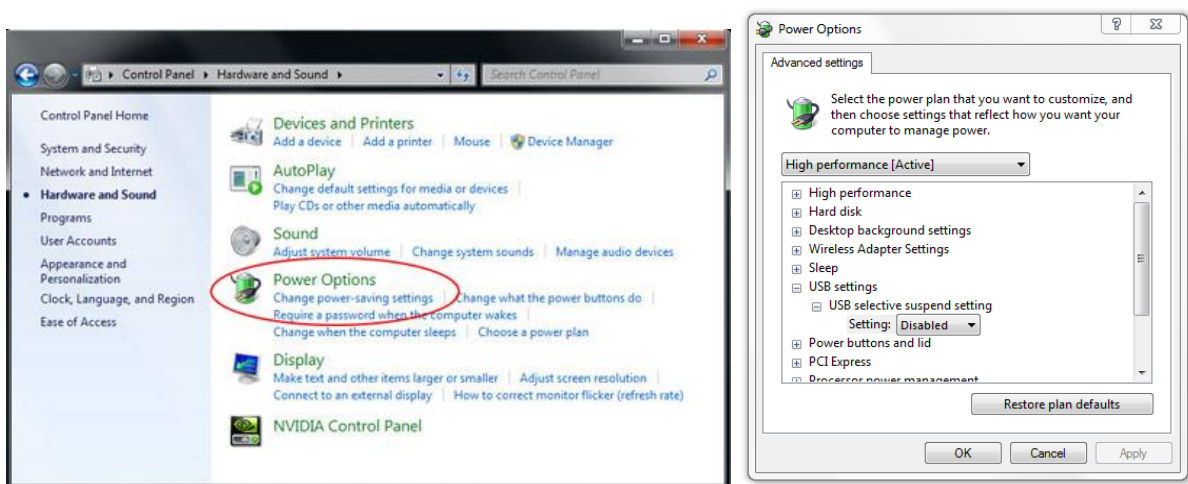 Control Panel ▸ Hardware and Sound ▸
Search Control Panel
Control Panel Home
System and Security
Network and Internet
Hardware and Sound
Programs
User Accounts
Appearance and
Personalization
Clock, Language, and Region
Ease of Access
Devices and Printers
Add a device | Add a printer | Mouse | Device Manager
AutoPlay
Change default settings for media or devices |
Play CDs or other media automatically
Sound
Adjust system volume | Change system sounds | Manage audio devices
Power Options
Change power-saving settings | Change what the power buttons do |
Require a password when the computer wakes |
Change when the computer sleeps | Choose a power plan
Display
Make text and other items larger or smaller | Adjust screen resolution |
Connect to an external display | How to correct monitor flicker (refresh rate)
NVIDIA Control Panel
Power Options
Advanced settings
Select the power plan that you want to customize, and
then choose settings that reflect how you want your
computer to manage power.
High performance [Active]
High performance
Hard disk
Desktop background settings
Wireless Adapter Settings
Sleep
USB settings
USB selective suspend setting
Setting: Disabled
Power buttons and lid
PCI Express
Processor power management
Restore plan defaults
OK Cancel Apply